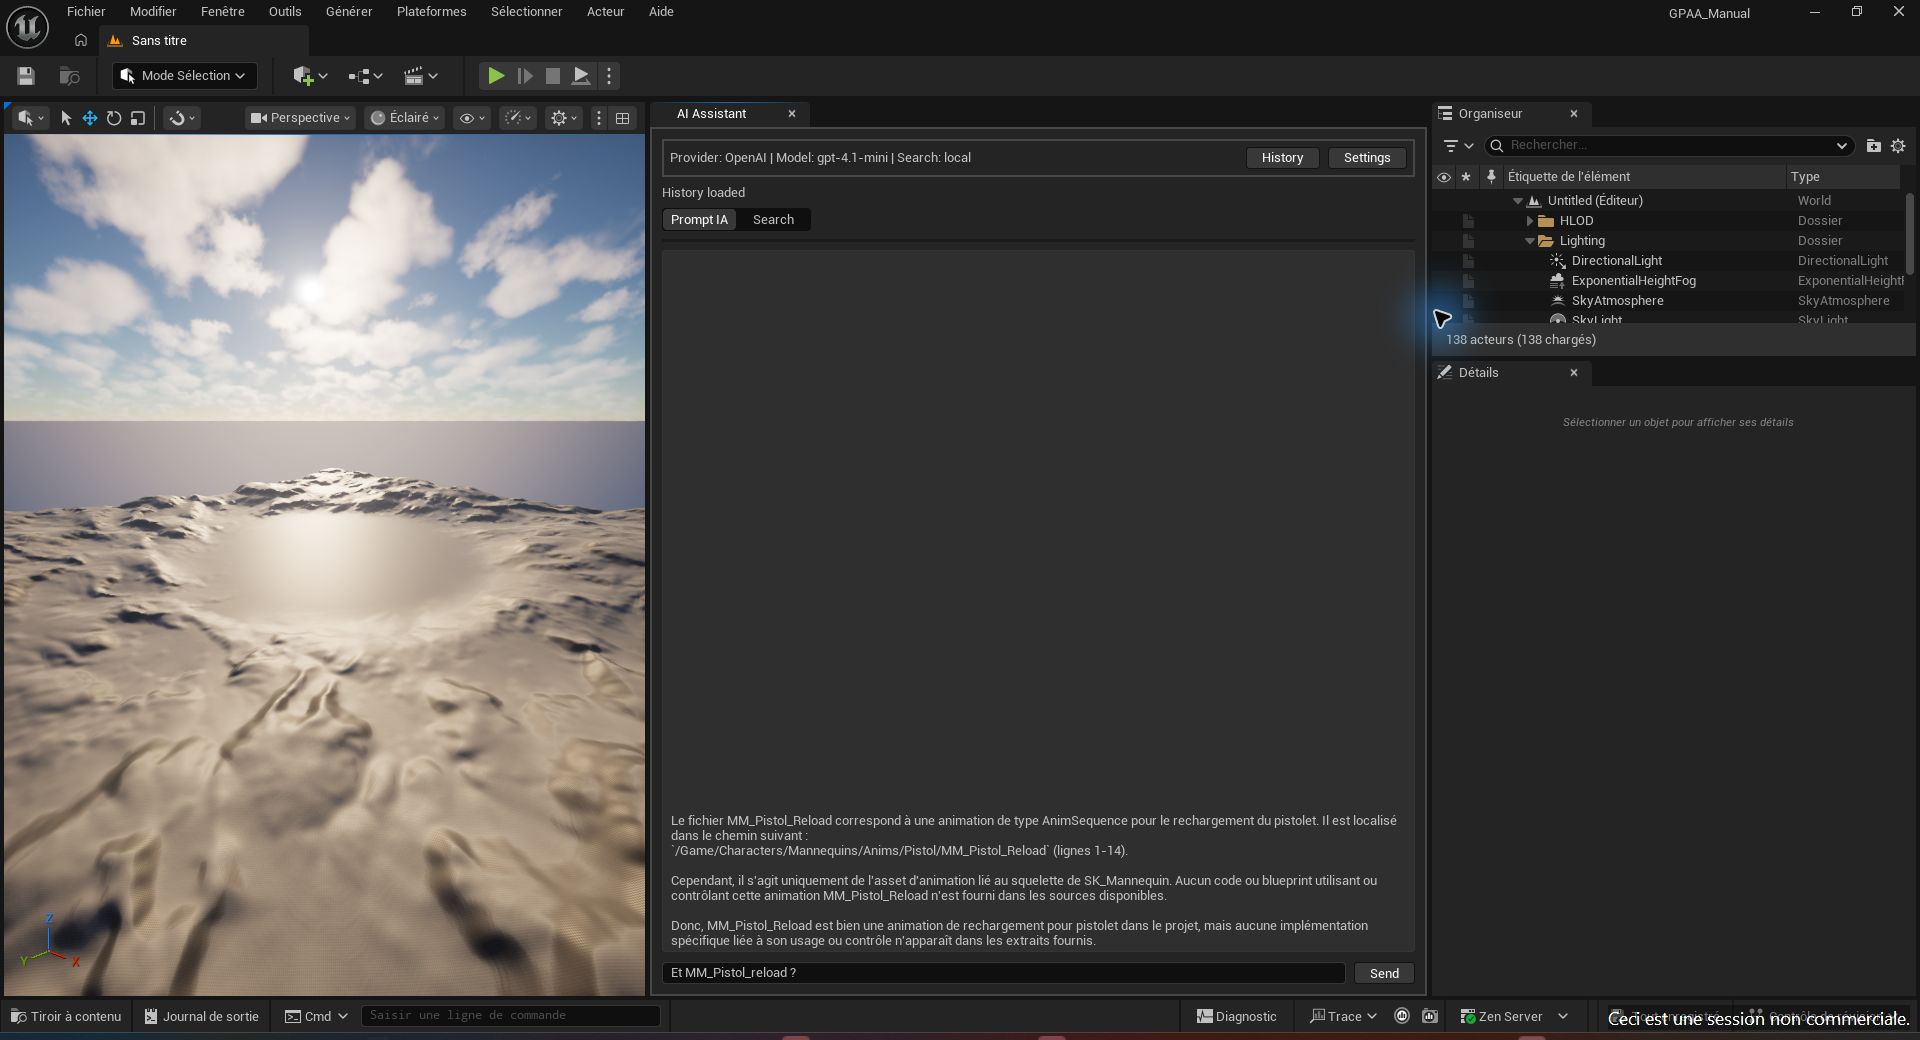 Fichier Modifier Fenêtre Outils Générer Plateformes Sélectionner Acteur Aide
GPAA_Manual
Sans titre
Mode Sélection
Perspective Éclairé
AI Assistant
Provider: OpenAI | Model: gpt-4.1-mini | Search: local
History Settings
History loaded
Prompt IA Search
Le fichier MM_Pistol_Reload correspond à une animation de type AnimSequence pour le rechargement du pistolet. Il est localisé
dans le chemin suivant :
`/Game/Characters/Mannequins/Anims/Pistol/MM_Pistol_Reload` (lignes 1-14).
Cependant, il s'agit uniquement de l'asset d'animation lié au squelette de SK_Mannequin. Aucun code ou blueprint utilisant ou
contrôlant cette animation MM_Pistol_Reload n'est fourni dans les sources disponibles.
Donc, MM_Pistol_Reload est bien une animation de rechargement pour pistolet dans le projet, mais aucune implémentation
spécifique liée à son usage ou contrôle n'apparaît dans les extraits fournis.
Et MM_Pistol_reload ?
Send
Organiseur
Rechercher...
Étiquette de l'élément Type
Untitled (Éditeur) World
HLOD Dossier
Lighting Dossier
DirectionalLight DirectionalLight
ExponentialHeightFog ExponentialHeightF
SkyAtmosphere SkyAtmosphere
SkyLight SkyLight
138 acteurs (138 chargés)
Détails
Sélectionner un objet pour afficher ses détails
Z
Y X
Tiroir à contenu Journal de sortie Cmd Saisir une ligne de commande
Diagnostic Trace Zen Server
Ceci est une session non commerciale.